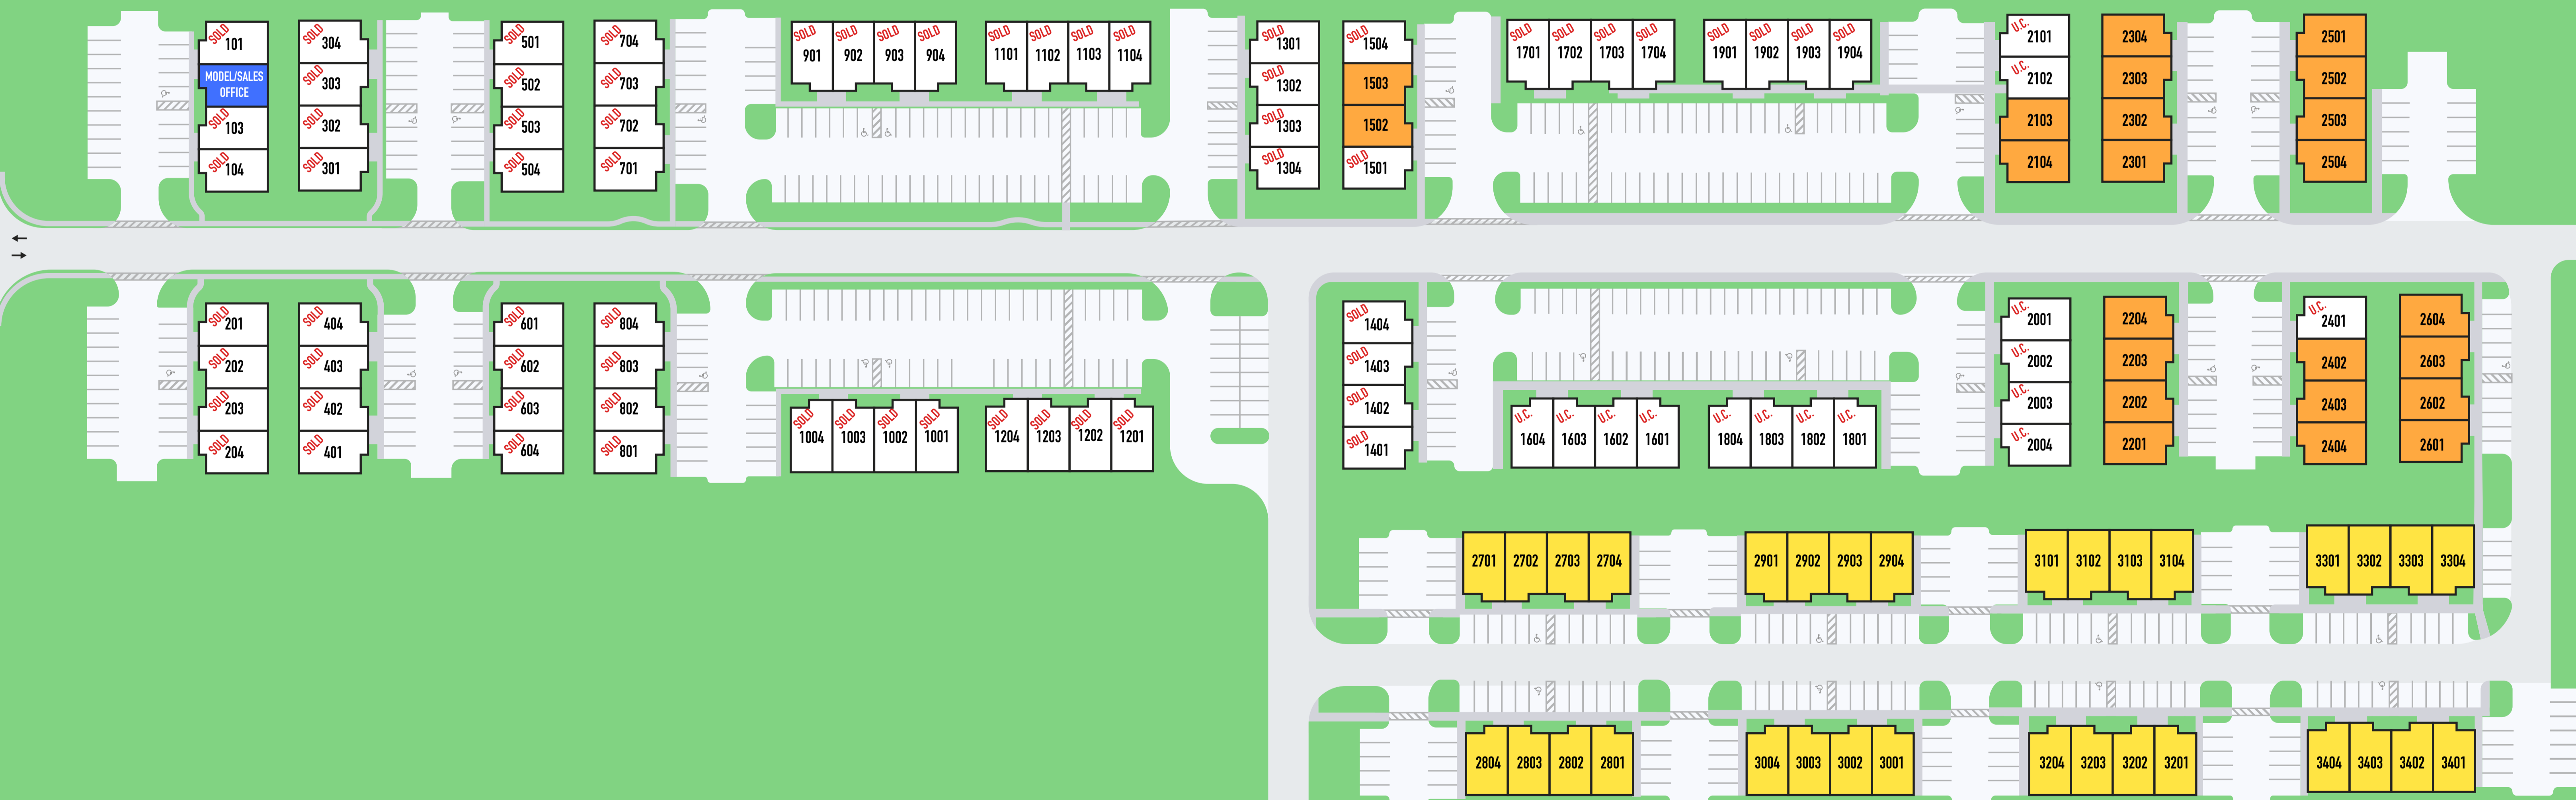 SOLD 101
MODEL/SALES
OFFICE
SOLD 103
SOLD 104
SOLD 304
SOLD 303
SOLD 302
SOLD 301
SOLD 501
SOLD 502
SOLD 503
SOLD 504
SOLD 704
SOLD 703
SOLD 702
SOLD 701
SOLD SOLD SOLD SOLD
901 902 903 904
SOLD SOLD SOLD SOLD
1101 1102 1103 1104
SOLD 1301
SOLD 1302
SOLD 1303
SOLD 1304
SOLD 1504
1503
1502
SOLD 1501
SOLD SOLD SOLD SOLD
1701 1702 1703 1704
SOLD SOLD SOLD SOLD
1901 1902 1903 1904
U.C. 2101
U.C. 2102
2103
2104
2304
2303
2302
2301
2501
2502
2503
2504
SOLD 201
SOLD 202
SOLD 203
SOLD 204
SOLD 404
SOLD 403
SOLD 402
SOLD 401
SOLD 601
SOLD 602
SOLD 603
SOLD 604
SOLD 804
SOLD 803
SOLD 802
SOLD 801
SOLD SOLD SOLD SOLD
1004 1003 1002 1001
SOLD SOLD SOLD SOLD
1204 1203 1202 1201
SOLD 1404
SOLD 1403
SOLD 1402
SOLD 1401
U.C. U.C. U.C. U.C.
1604 1603 1602 1601
U.C. U.C. U.C. U.C.
1804 1803 1802 1801
U.C. 2001
U.C. 2002
U.C. 2003
U.C. 2004
2204
2203
2202
2201
U.C. 2401
2402
2403
2404
2604
2603
2602
2601
2701 2702 2703 2704
2901 2902 2903 2904
3101 3102 3103 3104
3301 3302 3303 3304
2804 2803 2802 2801
3004 3003 3002 3001
3204 3203 3202 3201
3404 3403 3402 3401